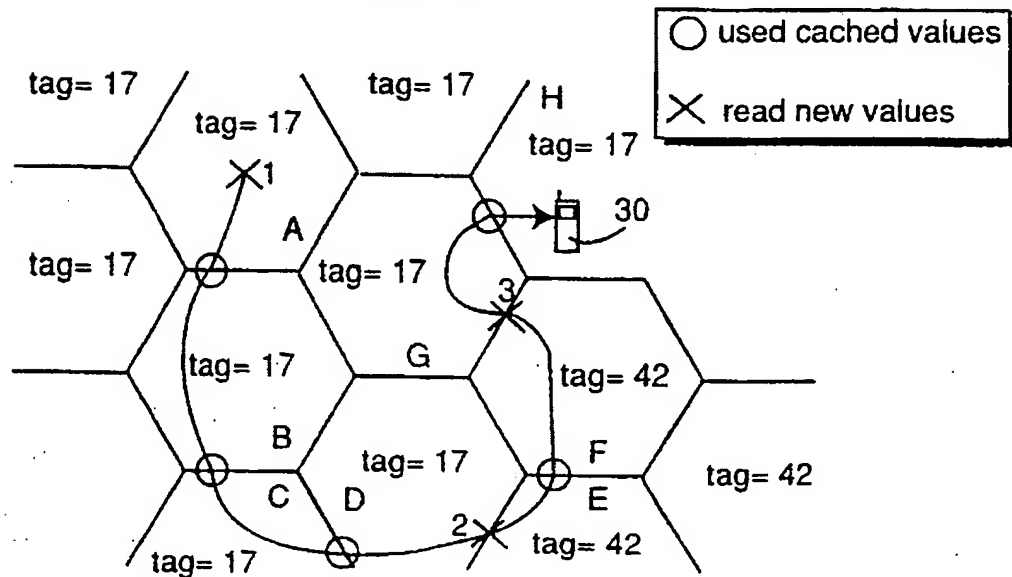 used cached values
read new values
tag= 17
tag= 17
tag= 17
H
tag= 17
1
30
A
tag= 17
tag= 17
3
tag= 17
G
tag= 42
B
tag= 17
F
C
D
E
tag= 42
2
tag= 42
tag= 17